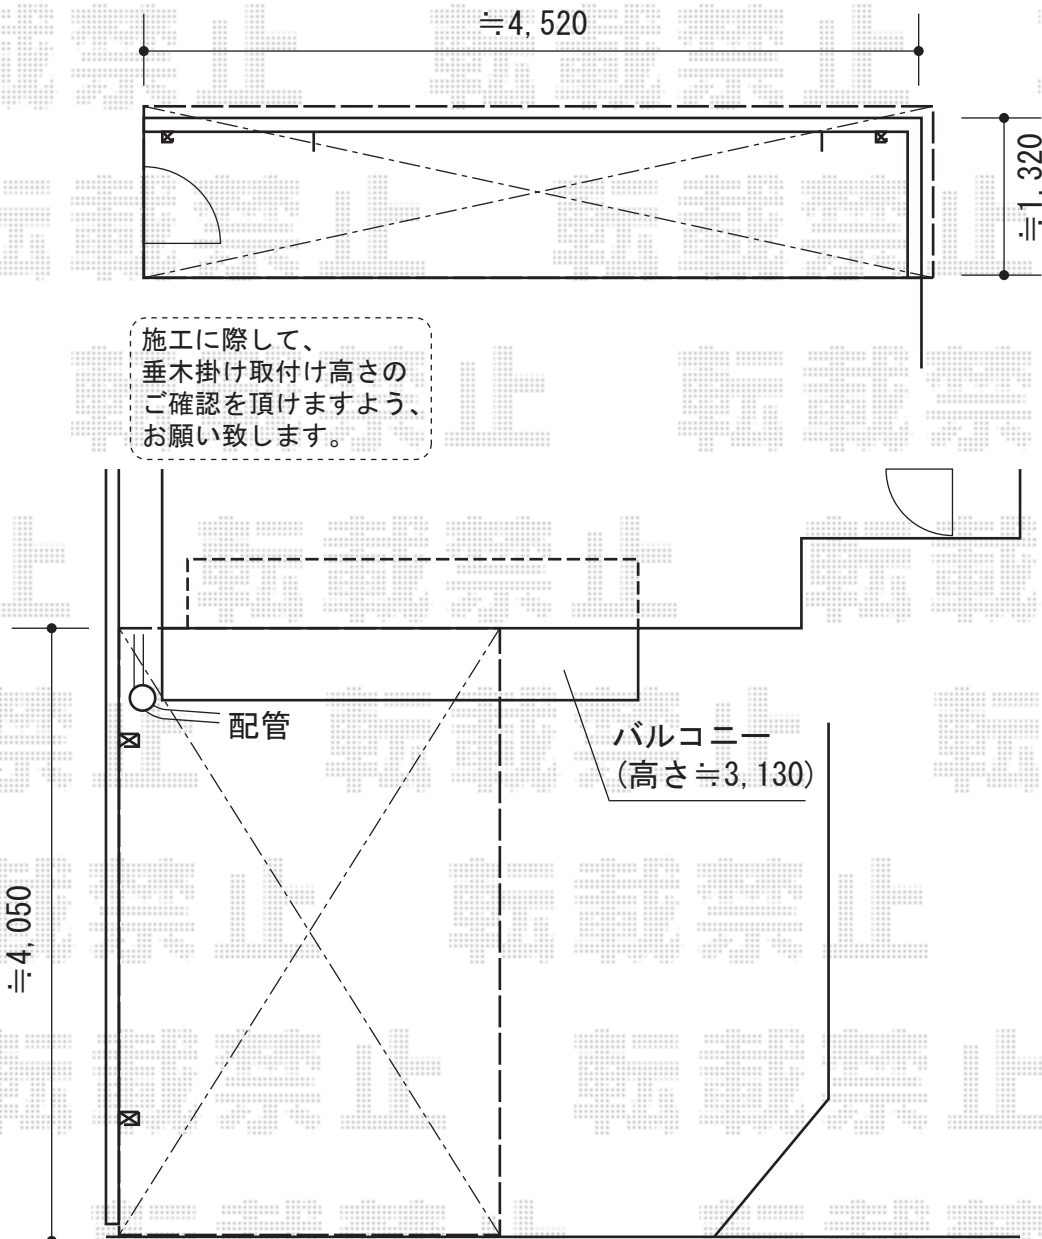 ≒4,520
≒1,320
施工に際して、
垂木掛け取付け高さの
ご確認を頂けますよう、
お願い致します。
配管
バルコニー
(高さ≒3,130)
≒4,050
転載禁止